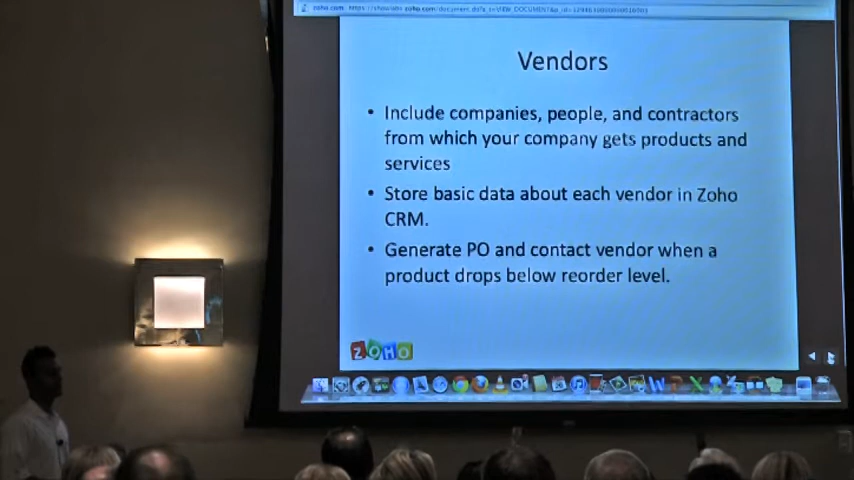 Vendors
• Include companies, people, and contractors
from which your company gets products and
services
• Store basic data about each vendor in Zoho
CRM.
• Generate PO and contact vendor when a
product drops below reorder level.
ZOHO